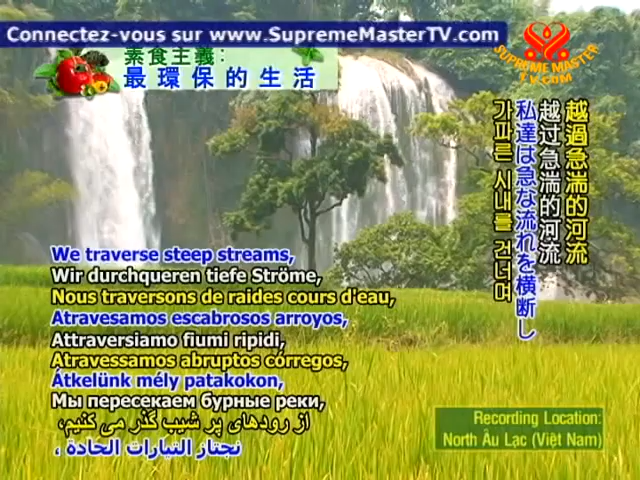 Connectez-vous sur www.SupremeMasterTV.com
SUPREME MASTER
TV.COM
素食主義:
最環保的生活
越過急湍的河流
越过急湍的河流
私達は急な流れを横断し
가파른 시내를 건너며
We traverse steep streams,
Wir durchqueren tiefe Ströme,
Nous traversons de raides cours d'eau,
Atravesamos escabrosos arroyos,
Attraversiamo fiumi ripidi,
Atravessamos abruptos córregos,
Átkelünk mély patakokon,
Мы пересекаем бурные реки,
از رودهای پر شیب گذر می کنیم،
نجتاز التيارات الحادة ،
Recording Location:
North Âu Lạc (Việt Nam)